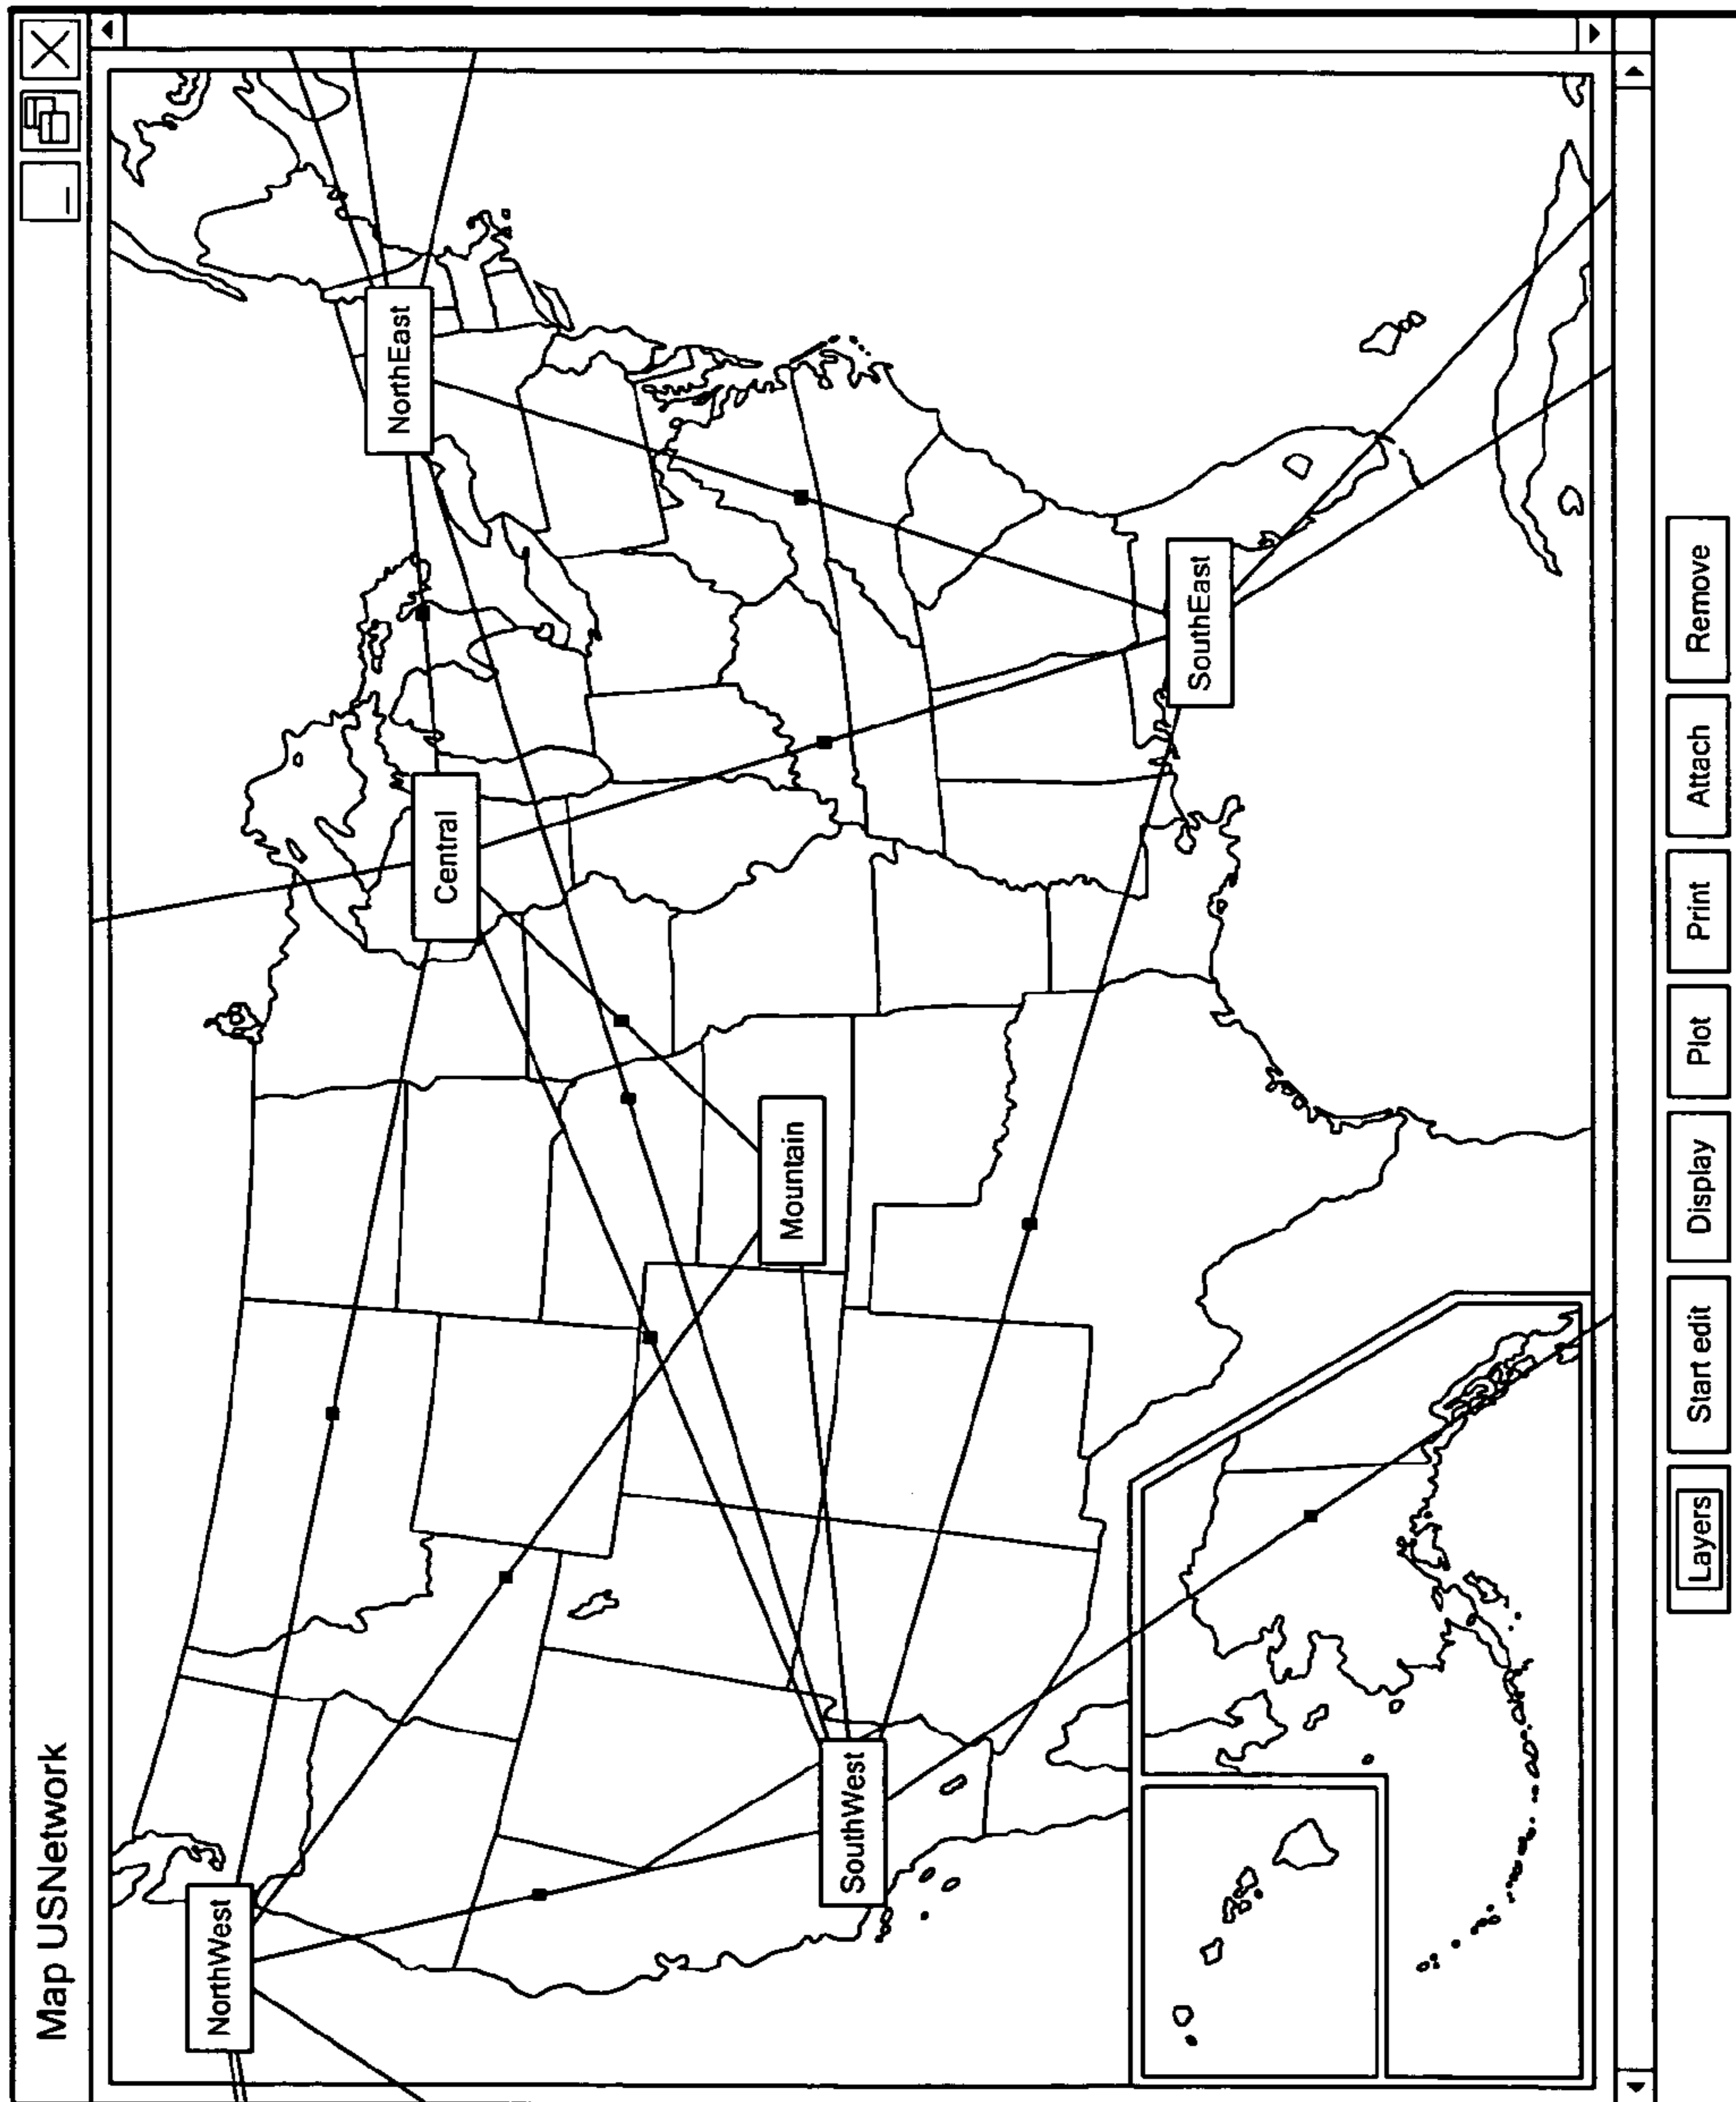 Map USNetwork
NorthWest
NorthEast
Central
Mountain
SouthWest
SouthEast
Layers
Start edit
Display
Plot
Print
Attach
Remove